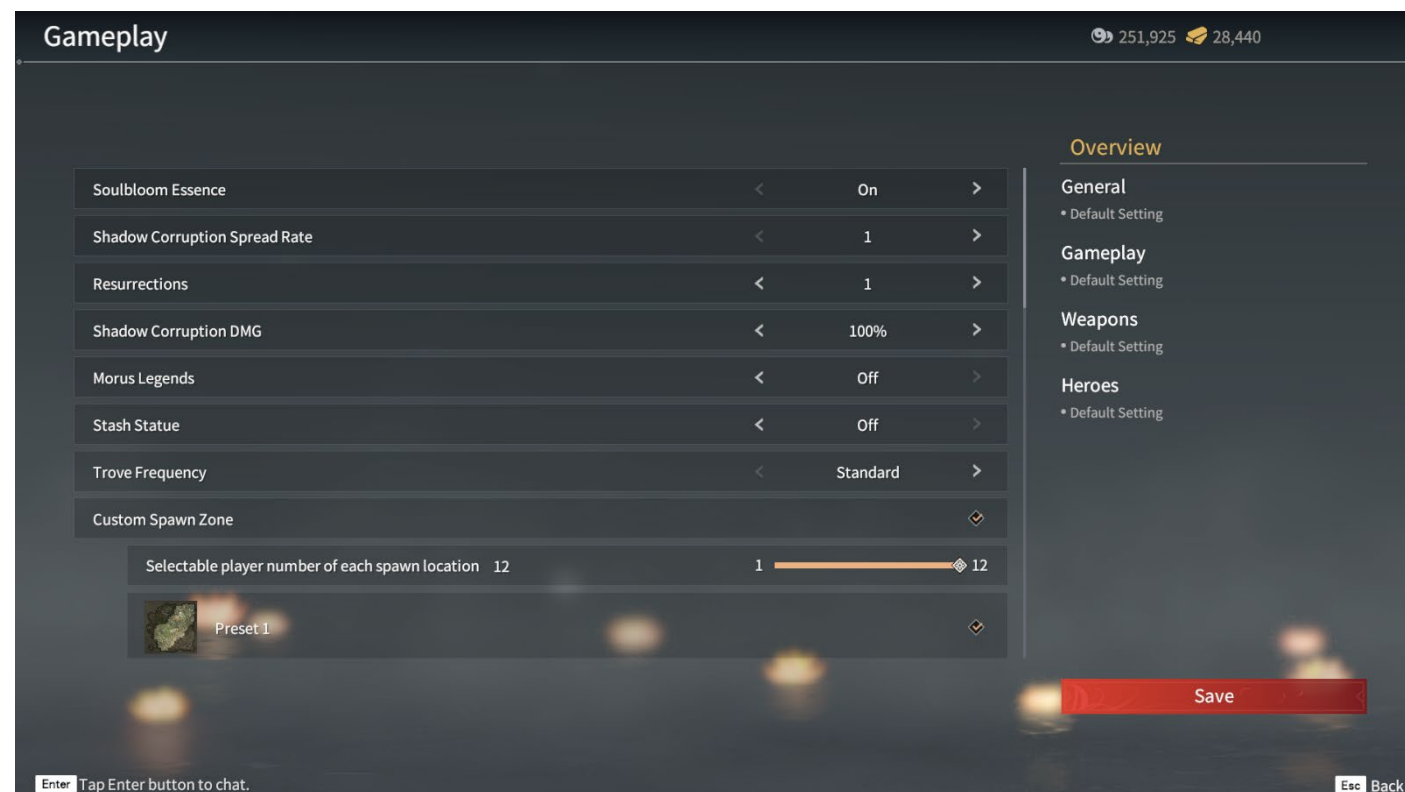 Gameplay
251,925 28,440
Overview
Soulbloom Essence < On >
General
• Default Setting
Shadow Corruption Spread Rate < 1 >
Gameplay
• Default Setting
Resurrections < 1 >
Weapons
• Default Setting
Shadow Corruption DMG < 100% >
Morus Legends < Off >
Heroes
• Default Setting
Stash Statue < Off >
Trove Frequency < Standard >
Custom Spawn Zone
Selectable player number of each spawn location 12 1 12
Preset 1
Save
Enter Tap Enter button to chat.
Esc Back